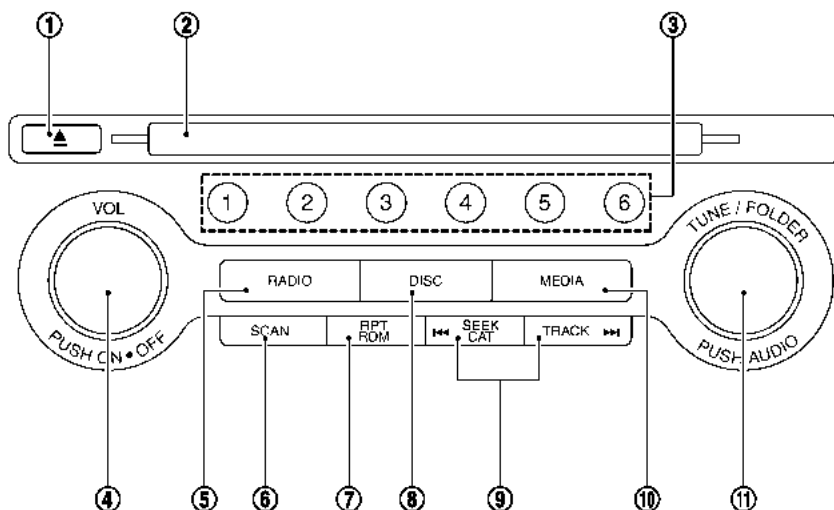 ① ② ③
1 2 3 4 5 6
VOL
TUNE / FOLDER
RADIO DISC MEDIA
SCAN RPT SEEK TRACK
ROM CAT
PUSH ON•OFF
PUSH AUDIO
④ ⑤ ⑥ ⑦ ⑧ ⑨ ⑩ ⑪